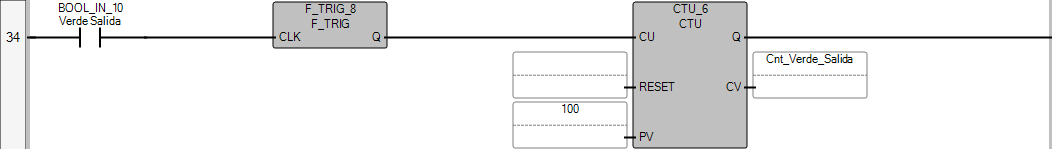 BOOL_IN_10
Verde Salida
34
F_TRIG_8
F_TRIG
CLK Q
CTU_6
CTU
CU Q
Cnt_Verde_Salida
RESET CV
100
PV